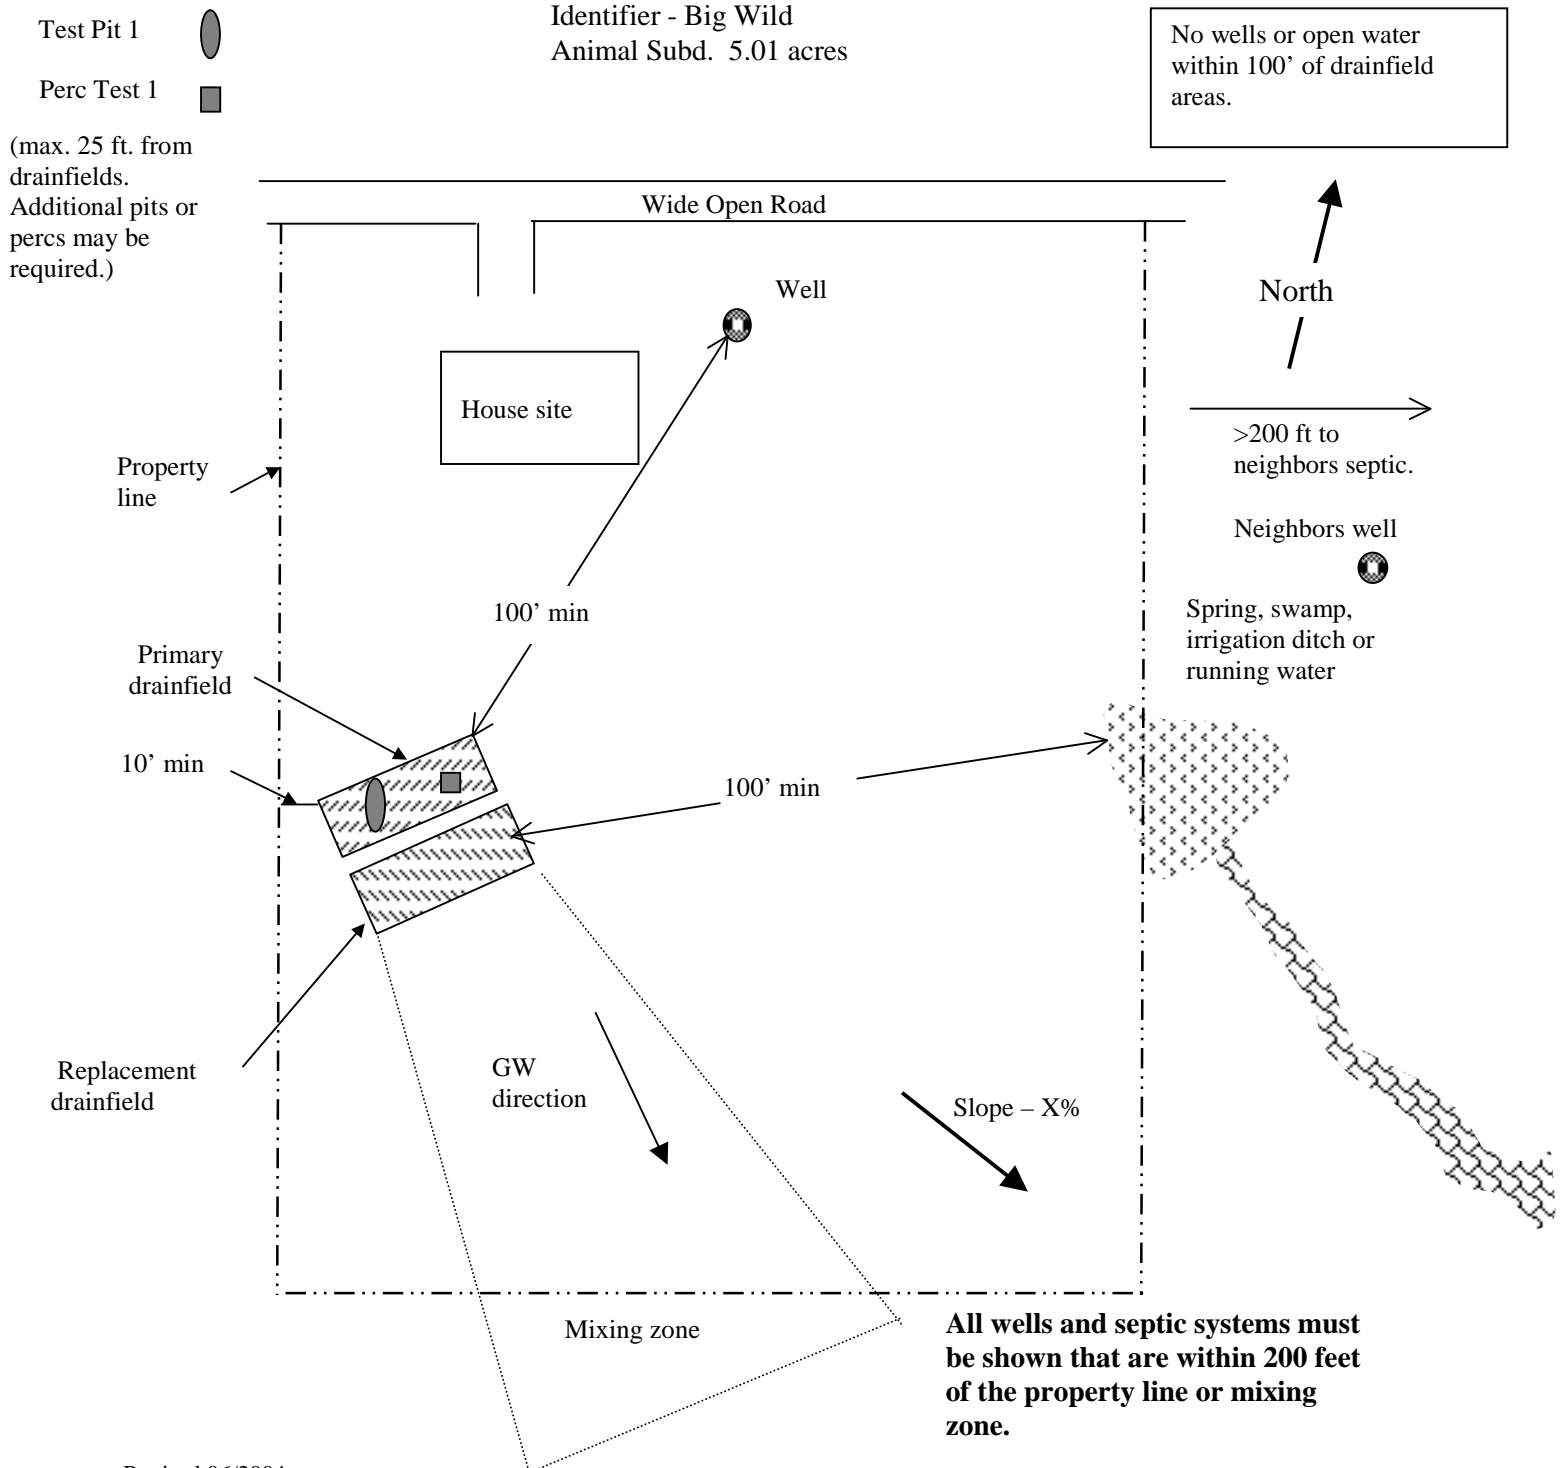 Test Pit 1
Perc Test 1
(max. 25 ft. from
drainfields.
Additional pits or
percs may be
required.)
Identifier - Big Wild
Animal Subd. 5.01 acres
No wells or open water
within 100’ of drainfield
areas.
Wide Open Road
Well
North
House site
>200 ft to
neighbors septic.
Property
line
Neighbors well
100’ min
Spring, swamp,
irrigation ditch or
running water
Primary
drainfield
10’ min
100’ min
Replacement
drainfield
GW
direction
Slope – X%
Mixing zone
All wells and septic systems must
be shown that are within 200 feet
of the property line or mixing
zone.